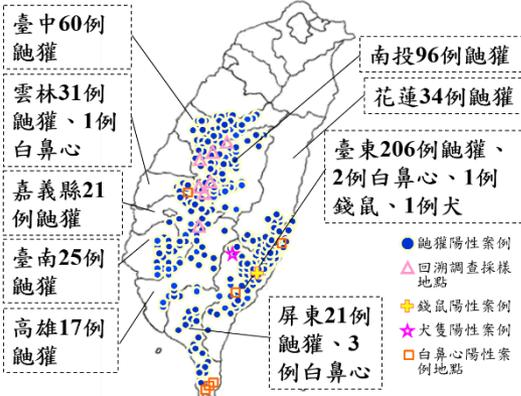 臺中60例
鼬獾
雲林31例
鼬獾、1例
白鼻心
嘉義縣21
例鼬獾
臺南25例
鼬獾
高雄17例
鼬獾
南投96例鼬獾
花蓮34例鼬獾
臺東206例鼬獾、
2例白鼻心、1例
錢鼠、1例犬
屏東21例
鼬獾、3
例白鼻心
鼬獾陽性案例
回溯調查採樣
地點
錢鼠陽性案例
犬隻陽性案例
白鼻心陽性案
例地點